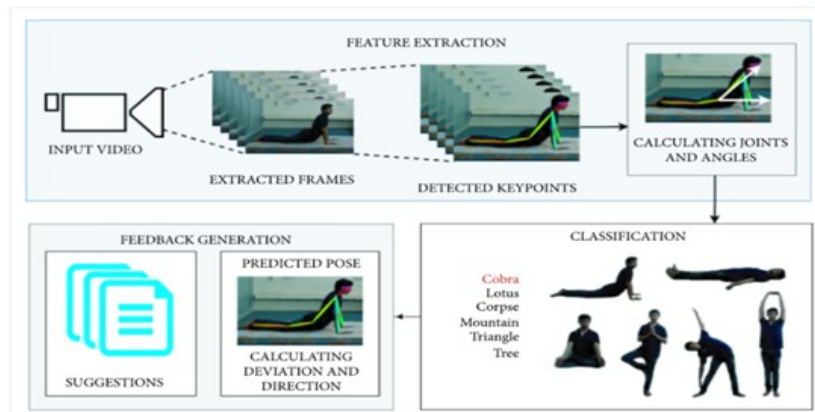 FEATURE EXTRACTION
INPUT VIDEO
EXTRACTED FRAMES
DETECTED KEYPOINTS
CALCULATING JOINTS
AND ANGLES
FEEDBACK GENERATION
SUGGESTIONS
PREDICTED POSE
CALCULATING
DEVIATION AND
DIRECTION
CLASSIFICATION
Cobra
Lotus
Corpse
Mountain
Triangle
Tree